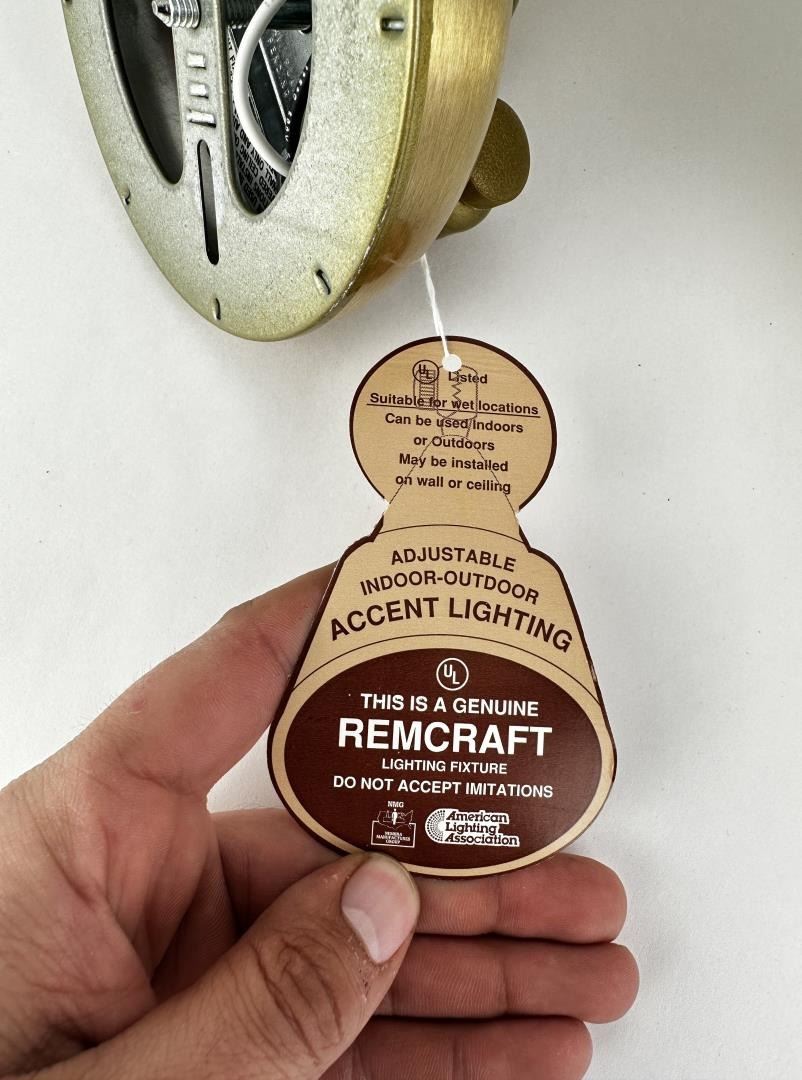 UL Listed
Suitable for wet locations
Can be used Indoors
or Outdoors
May be installed
on wall or ceiling
ADJUSTABLE
INDOOR-OUTDOOR
ACCENT LIGHTING
UL
THIS IS A GENUINE
REMCRAFT
LIGHTING FIXTURE
DO NOT ACCEPT IMITATIONS
NMG
GROUP
American
Lighting
Association